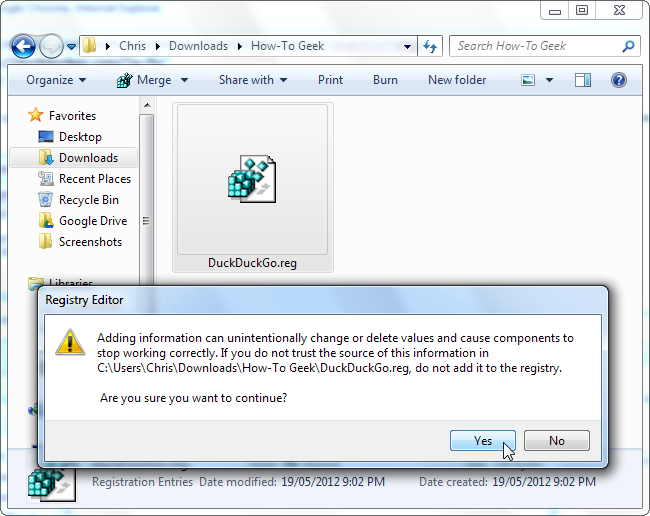 Chris ▸ Downloads ▸ How-To Geek
Search How-To Geek
Organize
Merge
Share with
Print
Burn
New folder
Favorites
Desktop
Downloads
Recent Places
Recycle Bin
Google Drive
Screenshots
Libraries
DuckDuckGo.reg
Registry Editor
Adding information can unintentionally change or delete values and cause components to
stop working correctly. If you do not trust the source of this information in
C:\Users\Chris\Downloads\How-To Geek\DuckDuckGo.reg, do not add it to the registry.
Are you sure you want to continue?
Yes
No
Registration Entries
Date modified: 19/05/2012 9:02 PM
Date created: 19/05/2012 9:02 PM